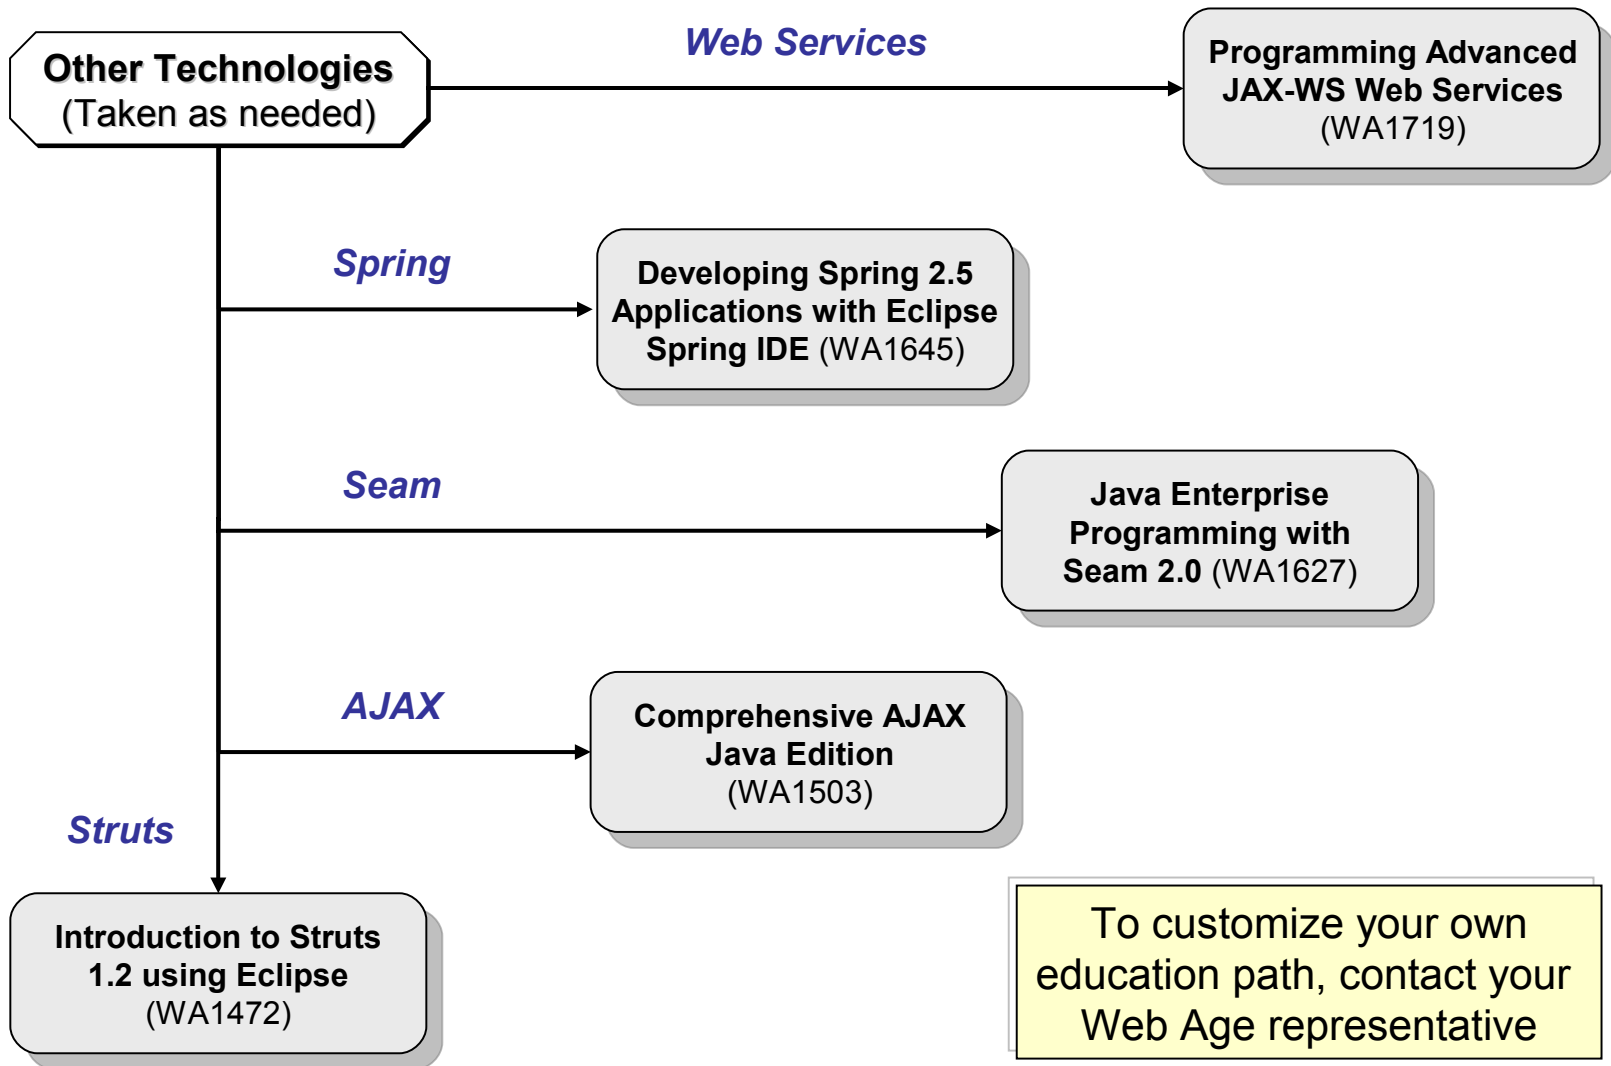 Other Technologies
(Taken as needed)
Web Services
Programming Advanced
JAX-WS Web Services
(WA1719)
Spring
Developing Spring 2.5
Applications with Eclipse
Spring IDE (WA1645)
Seam
Java Enterprise
Programming with
Seam 2.0 (WA1627)
AJAX
Comprehensive AJAX
Java Edition
(WA1503)
Struts
Introduction to Struts
1.2 using Eclipse
(WA1472)
To customize your own
education path, contact your
Web Age representative